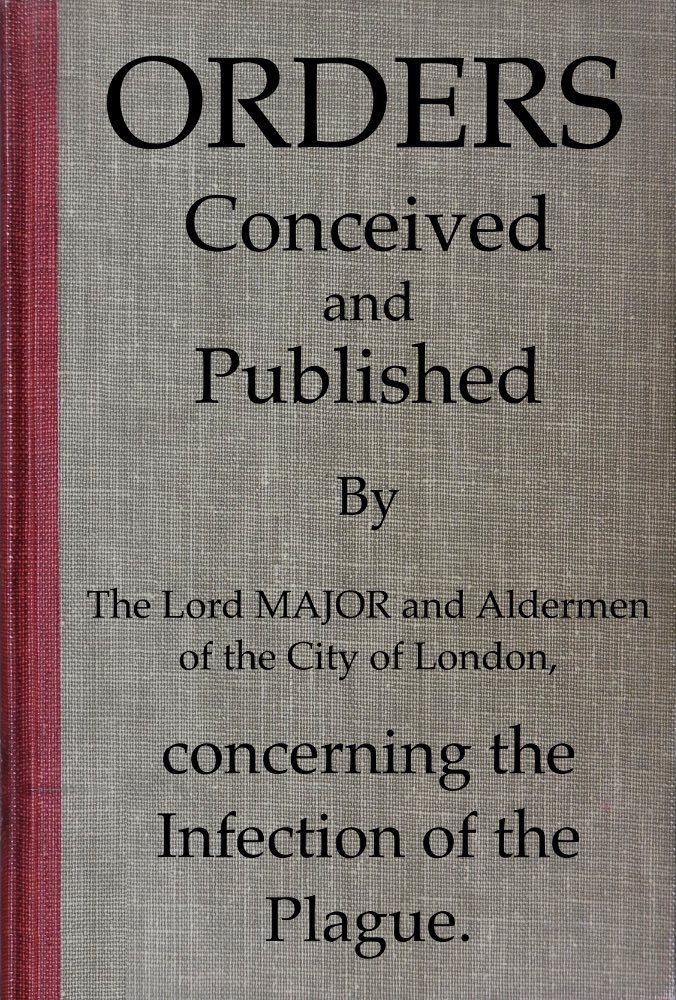 ORDERS
Conceived
and
Published
By
The Lord MAJOR and Aldermen
of the City of London,
concerning the
Infection of the
Plague.